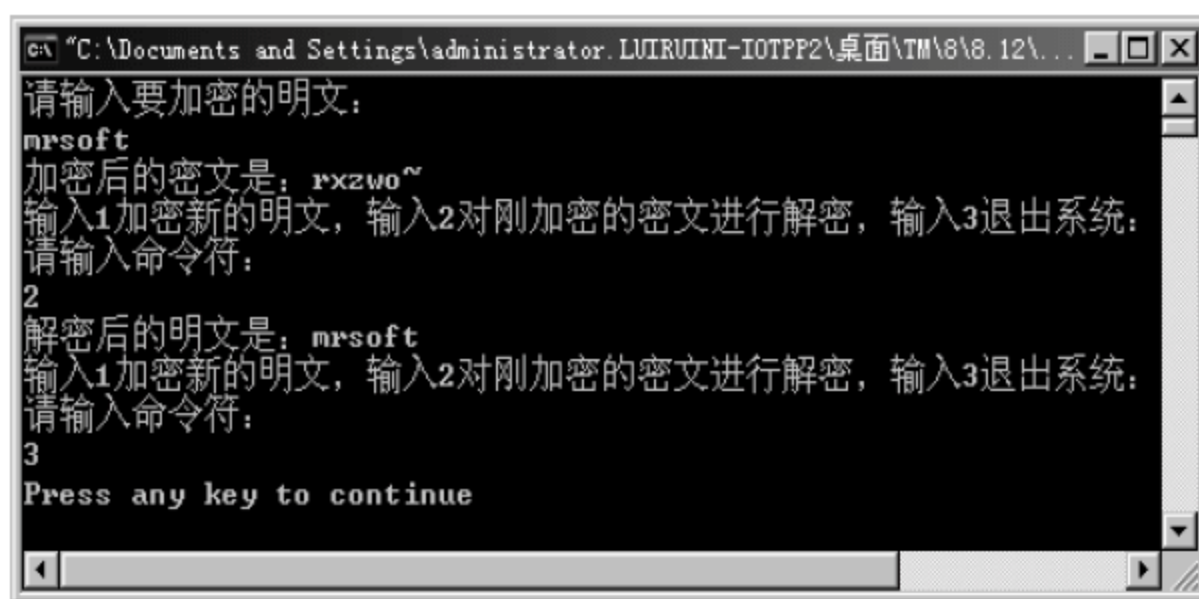 "C:\Documents and Settings\administrator.LUIRUINI-IOTPP2\桌面\TM\8\8.12\...
请输入要加密的明文：
mrsoft
加密后的密文是：rxzwo~
输入1加密新的明文，输入2对刚加密的密文进行解密，输入3退出系统：
请输入命令符：
2
解密后的明文是：mrsoft
输入1加密新的明文，输入2对刚加密的密文进行解密，输入3退出系统：
请输入命令符：
3
Press any key to continue